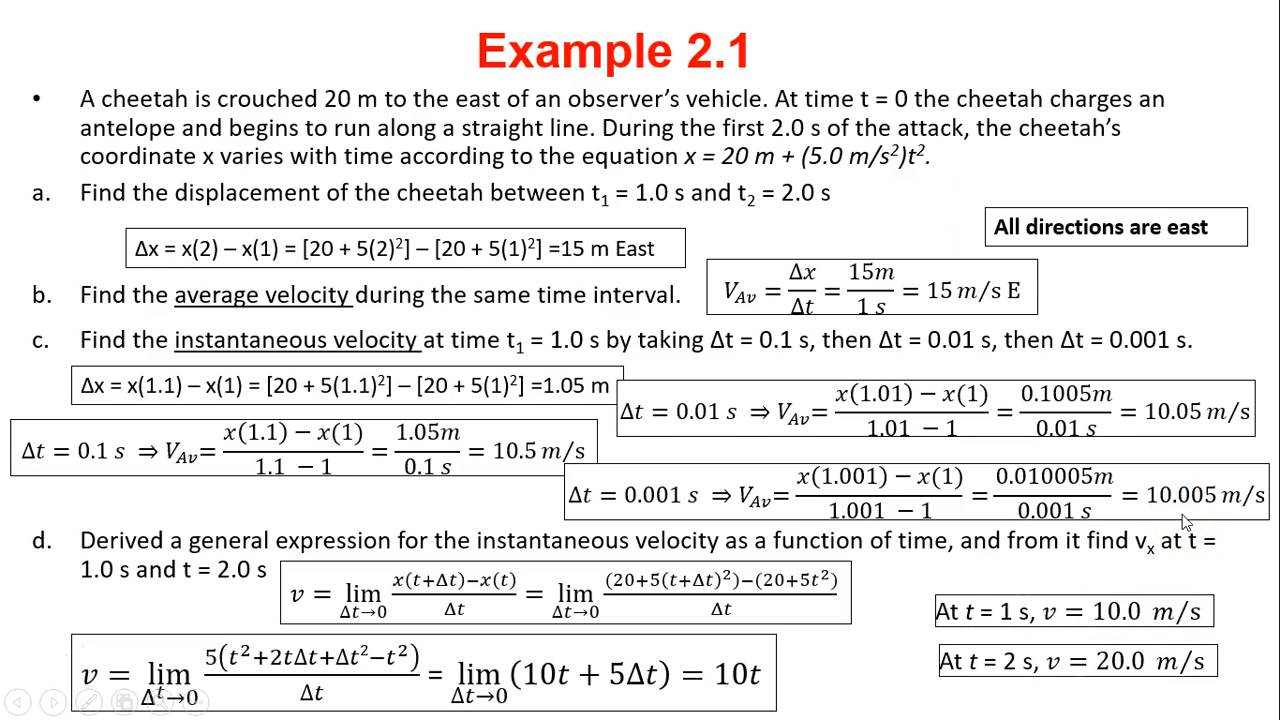 Example 2.1
• A cheetah is crouched 20 m to the east of an observer’s vehicle. At time t = 0 the cheetah charges an
antelope and begins to run along a straight line. During the first 2.0 s of the attack, the cheetah’s
coordinate x varies with time according to the equation x = 20 m + (5.0 m/s²)t².
a. Find the displacement of the cheetah between t₁ = 1.0 s and t₂ = 2.0 s
All directions are east
Δx = x(2) – x(1) = [20 + 5(2)²] – [20 + 5(1)²] =15 m East
b. Find the average velocity during the same time interval.
V_Av = Δx/Δt = 15m/1 s = 15 m/s E
c. Find the instantaneous velocity at time t₁ = 1.0 s by taking Δt = 0.1 s, then Δt = 0.01 s, then Δt = 0.001 s.
Δx = x(1.1) – x(1) = [20 + 5(1.1)²] – [20 + 5(1)²] =1.05 m
Δt = 0.1 s ⇒ V_Av= (x(1.1) − x(1))/(1.1 − 1) = 1.05m/0.1 s = 10.5 m/s
Δt = 0.01 s ⇒ V_Av= (x(1.01) − x(1))/(1.01 − 1) = 0.1005m/0.01 s = 10.05 m/s
Δt = 0.001 s ⇒ V_Av= (x(1.001) − x(1))/(1.001 − 1) = 0.010005m/0.001 s = 10.005 m/s
d. Derived a general expression for the instantaneous velocity as a function of time, and from it find vₓ at t =
1.0 s and t = 2.0 s
v = lim Δt→0 (x(t+Δt)−x(t))/Δt = lim Δt→0 ((20+5(t+Δt)²)−(20+5t²))/Δt
v = lim Δt→0 5(t²+2tΔt+Δt²−t²)/Δt = lim Δt→0 (10t + 5Δt) = 10t
At t = 1 s, v = 10.0 m/s
At t = 2 s, v = 20.0 m/s